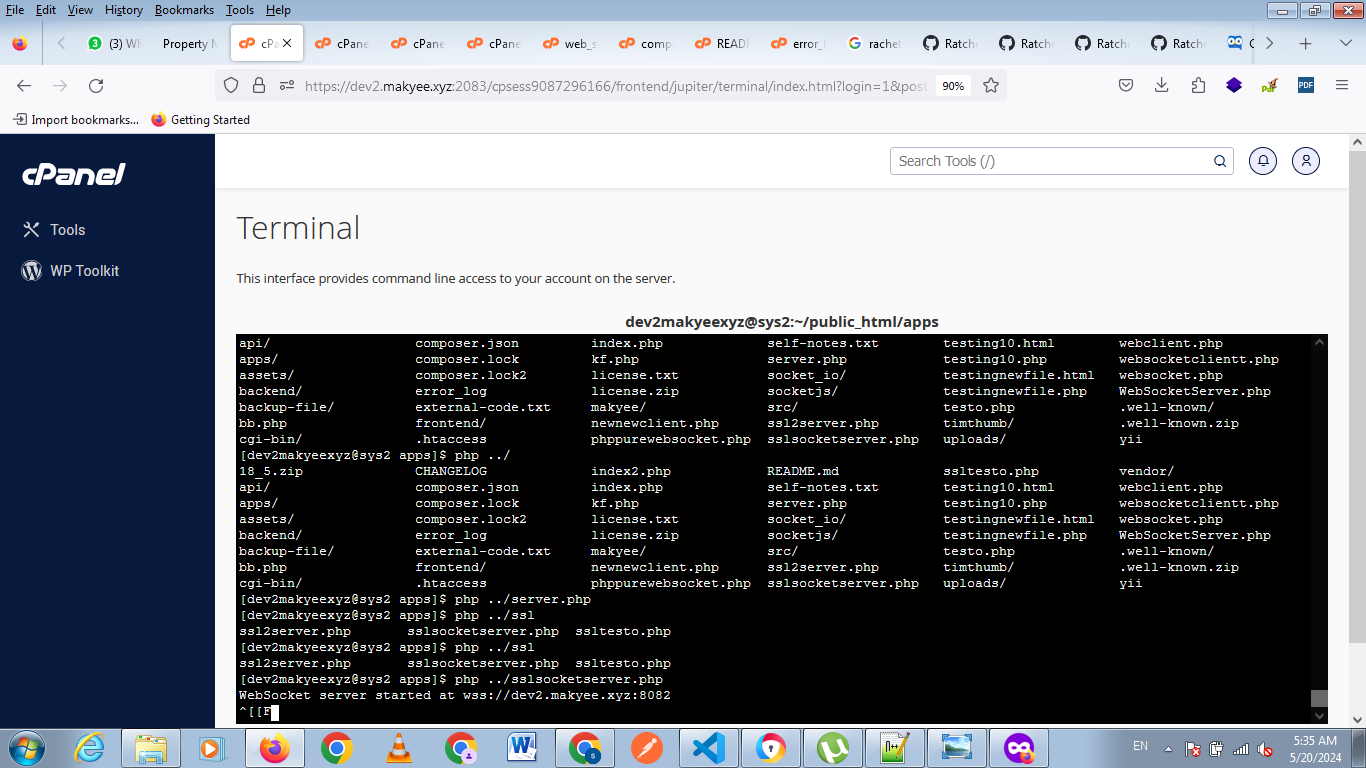 File Edit View History Bookmarks Tools Help
(3) Wh Property M cPa cPane cPane cPane web_s comp READM error_l rachet Ratche Ratche Ratche Ratche
https://dev2.makyee.xyz:2083/cpsess9087296166/frontend/jupiter/terminal/index.html?login=1&post 90%
Import bookmarks... Getting Started
cPanel
Tools
WP Toolkit
Search Tools (/)
Terminal
This interface provides command line access to your account on the server.
dev2makyeexyz@sys2:~/public_html/apps
api/ composer.json index.php self-notes.txt testing10.html webclient.php
apps/ composer.lock kf.php server.php testing10.php websocketclientt.php
assets/ composer.lock2 license.txt socket_io/ testingnewfile.html websocket.php
backend/ error_log license.zip socketjs/ testingnewfile.php WebSocketServer.php
backup-file/ external-code.txt makyee/ src/ testo.php .well-known/
bb.php frontend/ newnewclient.php ssl2server.php timthumb/ .well-known.zip
cgi-bin/ .htaccess phppurewebsocket.php sslsocketserver.php uploads/ yii
[dev2makyeexyz@sys2 apps]$ php ../
18_5.zip CHANGELOG index2.php README.md ssltesto.php vendor/
api/ composer.json index.php self-notes.txt testing10.html webclient.php
apps/ composer.lock kf.php server.php testing10.php websocketclientt.php
assets/ composer.lock2 license.txt socket_io/ testingnewfile.html websocket.php
backend/ error_log license.zip socketjs/ testingnewfile.php WebSocketServer.php
backup-file/ external-code.txt makyee/ src/ testo.php .well-known/
bb.php frontend/ newnewclient.php ssl2server.php timthumb/ .well-known.zip
cgi-bin/ .htaccess phppurewebsocket.php sslsocketserver.php uploads/ yii
[dev2makyeexyz@sys2 apps]$ php ../server.php
[dev2makyeexyz@sys2 apps]$ php ../ssl
ssl2server.php sslsocketserver.php ssltesto.php
[dev2makyeexyz@sys2 apps]$ php ../ssl
ssl2server.php sslsocketserver.php ssltesto.php
[dev2makyeexyz@sys2 apps]$ php ../sslsocketserver.php
WebSocket server started at wss://dev2.makyee.xyz:8082
^[[F
EN 5:35 AM
5/20/2024